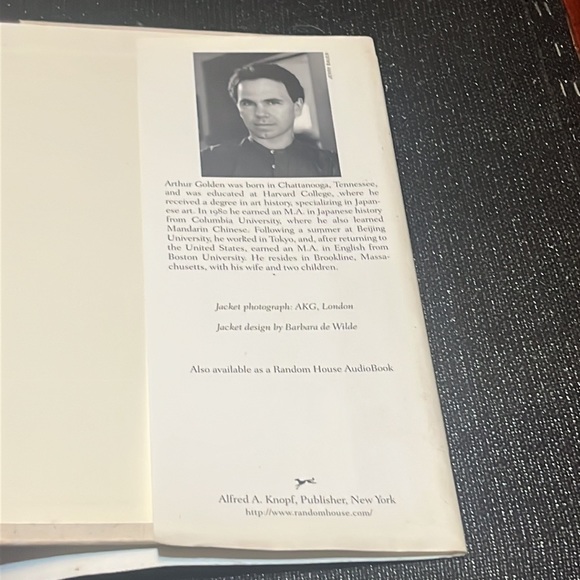 Arthur Golden was born in Chattanooga, Tennessee,
and was educated at Harvard College, where he
received a degree in art history, specializing in Japan-
ese art. In 1980 he earned an M.A. in Japanese history
from Columbia University, where he also learned
Mandarin Chinese. Following a summer at Beijing
University, he worked in Tokyo, and, after returning to
the United States, earned an M.A. in English from
Boston University. He resides in Brookline, Massa-
chusetts, with his wife and two children.
Jacket photograph: AKG, London
Jacket design by Barbara de Wilde
Also available as a Random House AudioBook
Alfred A. Knopf, Publisher, New York
http://www.randomhouse.com/